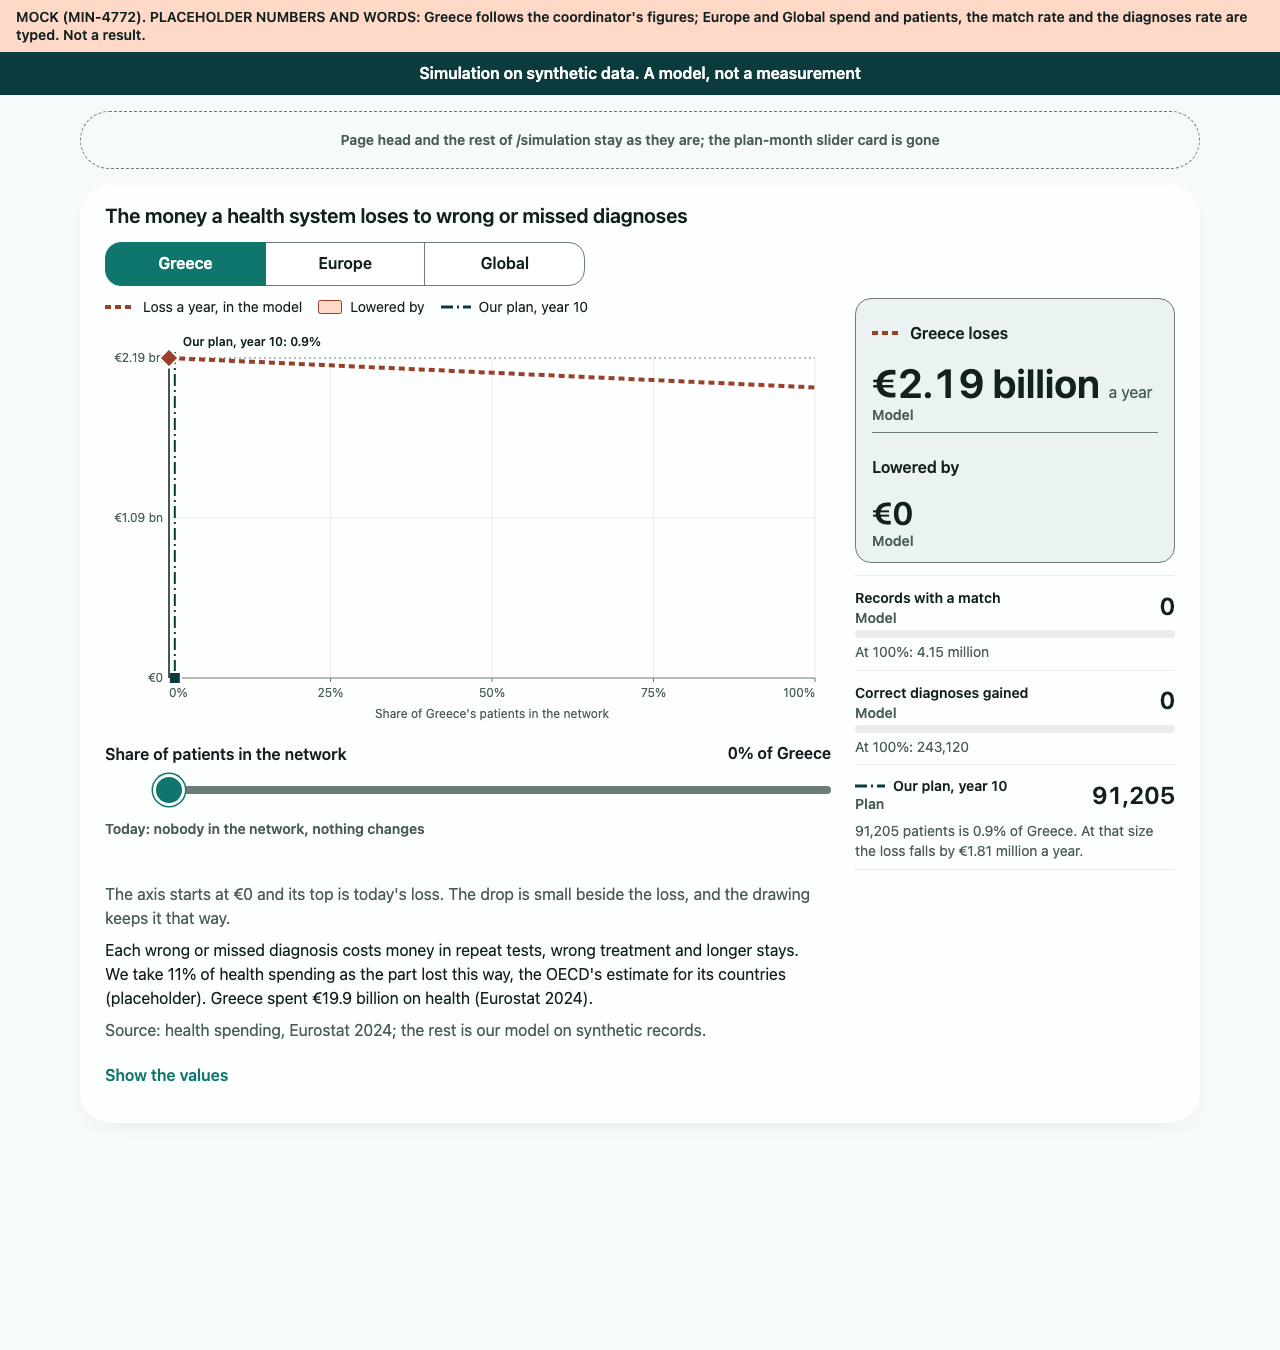 MOCK (MIN-4772). PLACEHOLDER NUMBERS AND WORDS: Greece follows the coordinator's figures; Europe and Global spend and patients, the match rate and the diagnoses rate are
typed. Not a result.
Simulation on synthetic data. A model, not a measurement
Page head and the rest of /simulation stay as they are; the plan-month slider card is gone
The money a health system loses to wrong or missed diagnoses
Greece
Europe
Global
Loss a year, in the model
Lowered by
Our plan, year 10
Our plan, year 10: 0.9%
€2.19 br
€1.09 bn
€0
0%
25%
50%
75%
100%
Share of Greece's patients in the network
Share of patients in the network
0% of Greece
Today: nobody in the network, nothing changes
The axis starts at €0 and its top is today's loss. The drop is small beside the loss, and the drawing
keeps it that way.
Each wrong or missed diagnosis costs money in repeat tests, wrong treatment and longer stays.
We take 11% of health spending as the part lost this way, the OECD's estimate for its countries
(placeholder). Greece spent €19.9 billion on health (Eurostat 2024).
Source: health spending, Eurostat 2024; the rest is our model on synthetic records.
Show the values
Greece loses
€2.19 billion a year
Model
Lowered by
€0
Model
Records with a match
Model
0
At 100%: 4.15 million
Correct diagnoses gained
Model
0
At 100%: 243,120
Our plan, year 10
Plan
91,205
91,205 patients is 0.9% of Greece. At that size
the loss falls by €1.81 million a year.